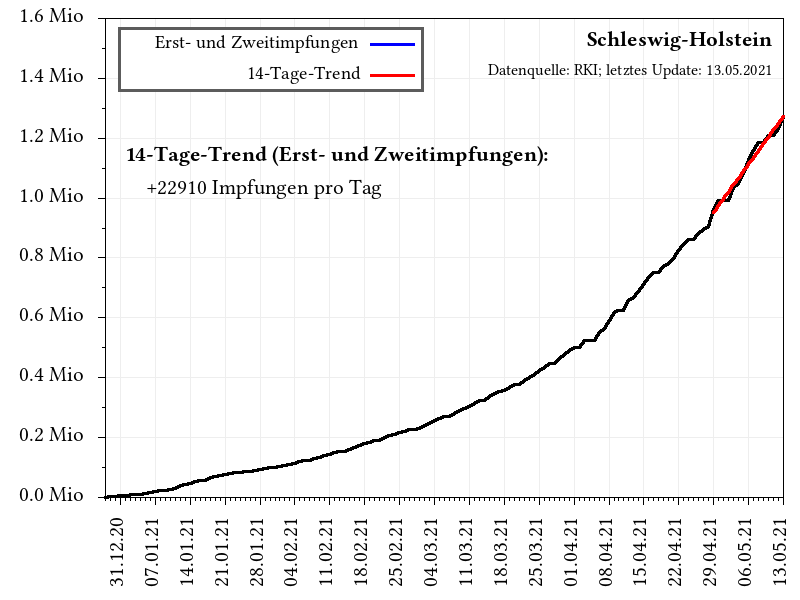 1.6 Mio
1.4 Mio
1.2 Mio
1.0 Mio
0.8 Mio
0.6 Mio
0.4 Mio
0.2 Mio
0.0 Mio
Erst- und Zweitimpfungen
14-Tage-Trend
Schleswig-Holstein
Datenquelle: RKI; letztes Update: 13.05.2021
14-Tage-Trend (Erst- und Zweitimpfungen):
+22910 Impfungen pro Tag
31.12.20
07.01.21
14.01.21
21.01.21
28.01.21
04.02.21
11.02.21
18.02.21
25.02.21
04.03.21
11.03.21
18.03.21
25.03.21
01.04.21
08.04.21
15.04.21
22.04.21
29.04.21
06.05.21
13.05.21